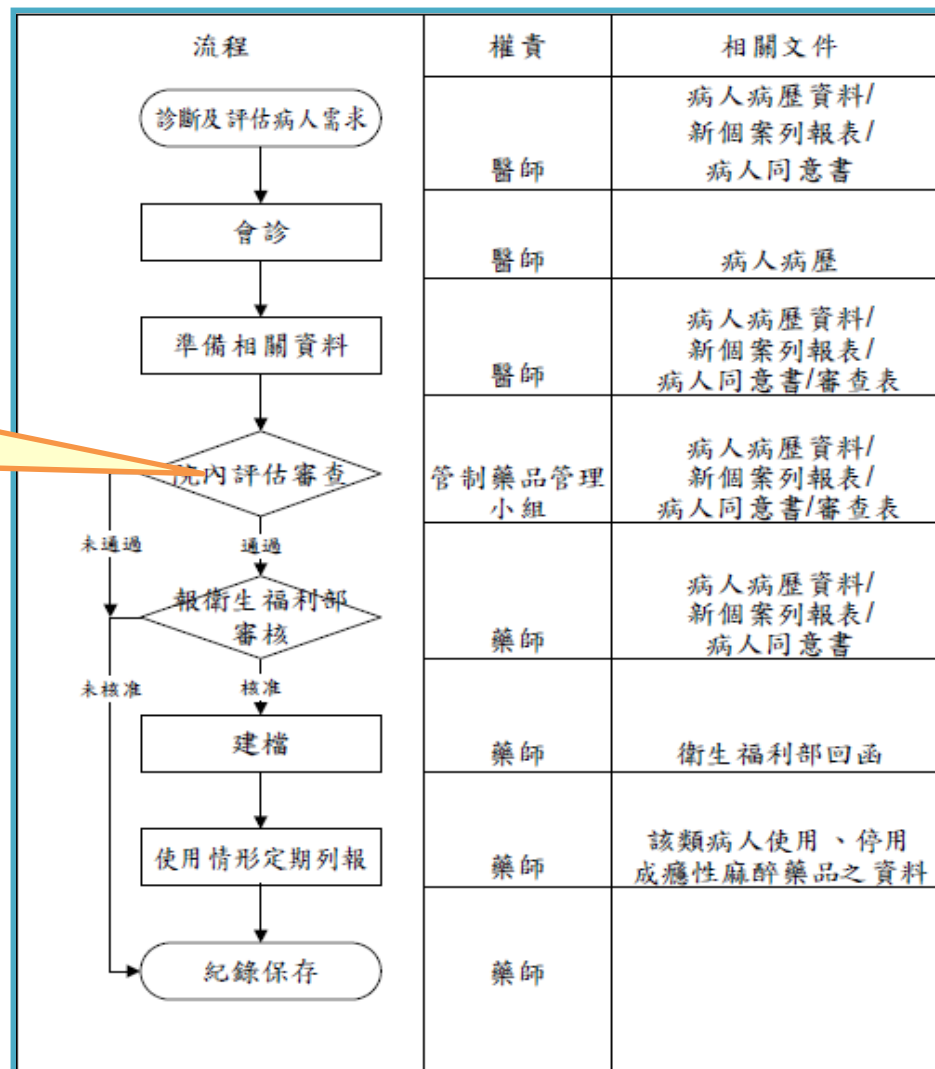 流程
權責
相關文件
診斷及評估病人需求
醫師
病人病歷資料/
新個案列報表/
病人同意書
會診
醫師
病人病歷
準備相關資料
醫師
病人病歷資料/
新個案列報表/
病人同意書/審查表
院內評估審查
管制藥品管理
小組
病人病歷資料/
新個案列報表/
病人同意書/審查表
未通過
通過
報衛生福利部
審核
藥師
病人病歷資料/
新個案列報表/
病人同意書
未核准
核准
建檔
藥師
衛生福利部回函
使用情形定期列報
藥師
該類病人使用、停用
成癮性麻醉藥品之資料
紀錄保存
藥師